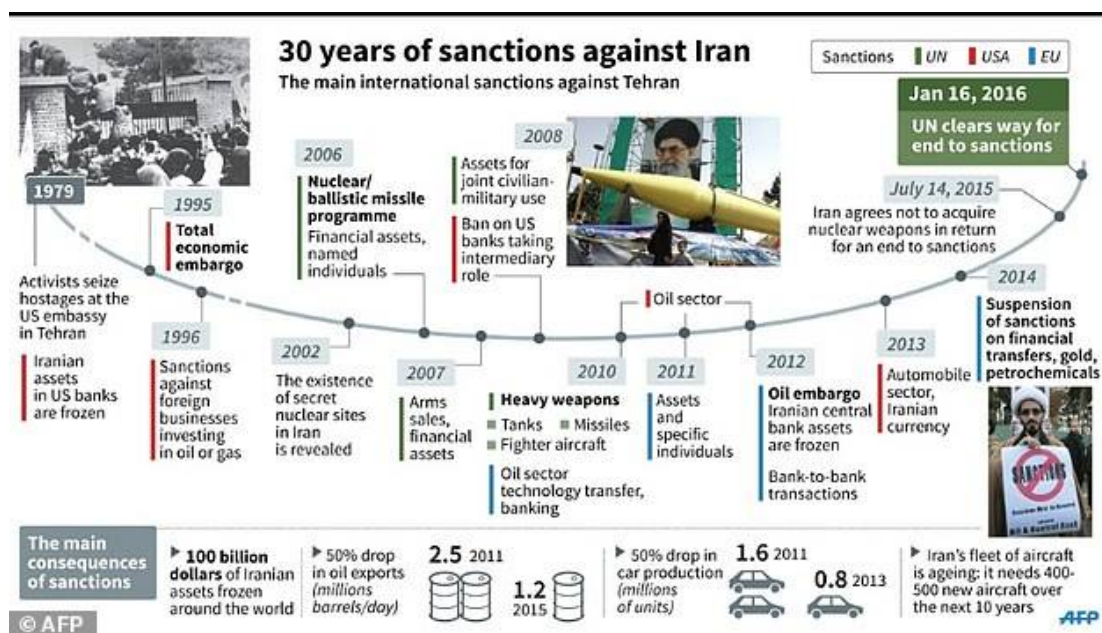 30 years of sanctions against Iran
The main international sanctions against Tehran
Sanctions UN USA EU
1979
Activists seize
hostages at the
US embassy
in Tehran
Iranian
assets
in US banks
are frozen
1995
Total
economic
embargo
1996
Sanctions
against
foreign
businesses
investing
in oil or gas
2002
The existence
of secret
nuclear sites
in Iran
is revealed
2006
Nuclear/
ballistic missile
programme
Financial assets,
named
individuals
2007
Arms
sales,
financial
assets
2008
Assets for
joint civilian-
military use
Ban on US
banks taking
intermediary
role
2010
Heavy weapons
Tanks Missiles
Fighter aircraft
Oil sector
technology transfer,
banking
Oil sector
2011
Assets
and
specific
individuals
2012
Oil embargo
Iranian central
bank assets
are frozen
Bank-to-bank
transactions
2013
Automobile
sector,
Iranian
currency
2014
Suspension
of sanctions
on financial
transfers, gold,
petrochemicals
July 14, 2015
Iran agrees not to acquire
nuclear weapons in return
for an end to sanctions
Jan 16, 2016
UN clears way for
end to sanctions
SANCTIONS
The main
consequences
of sanctions
100 billion
dollars of Iranian
assets frozen
around the world
50% drop
in oil exports
(millions
barrels/day)
2.5 2011
1.2
2015
50% drop in
car production
(millions
of units)
1.6 2011
0.8 2013
Iran's fleet of aircraft
is ageing: it needs 400-
500 new aircraft over
the next 10 years
AFP
© AFP